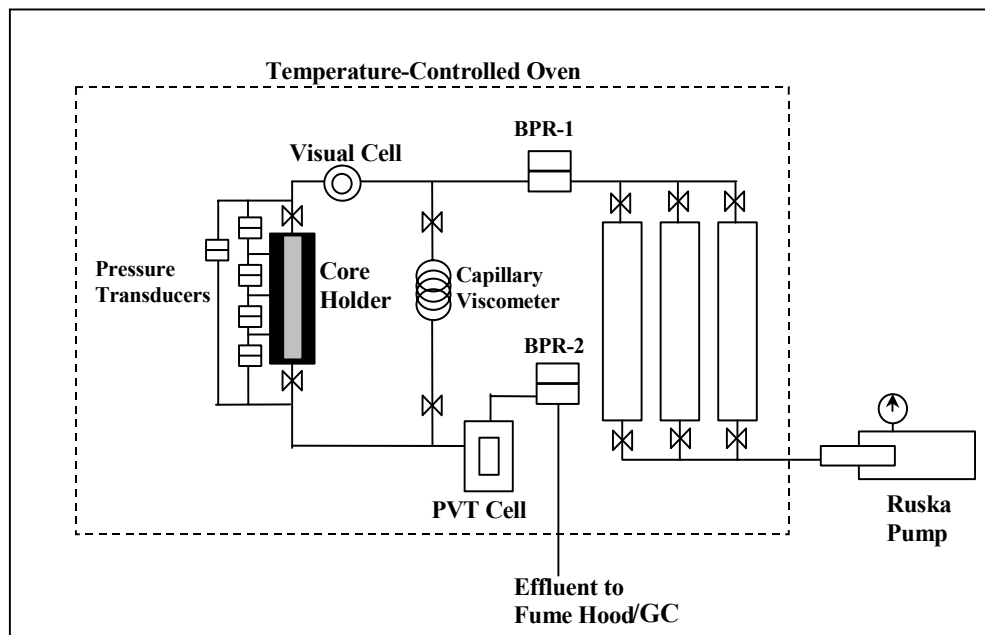 Temperature-Controlled Oven
BPR-1
Visual Cell
Pressure
Transducers
Core
Holder
Capillary
Viscometer
BPR-2
PVT Cell
Ruska
Pump
Effluent to
Fume Hood/GC